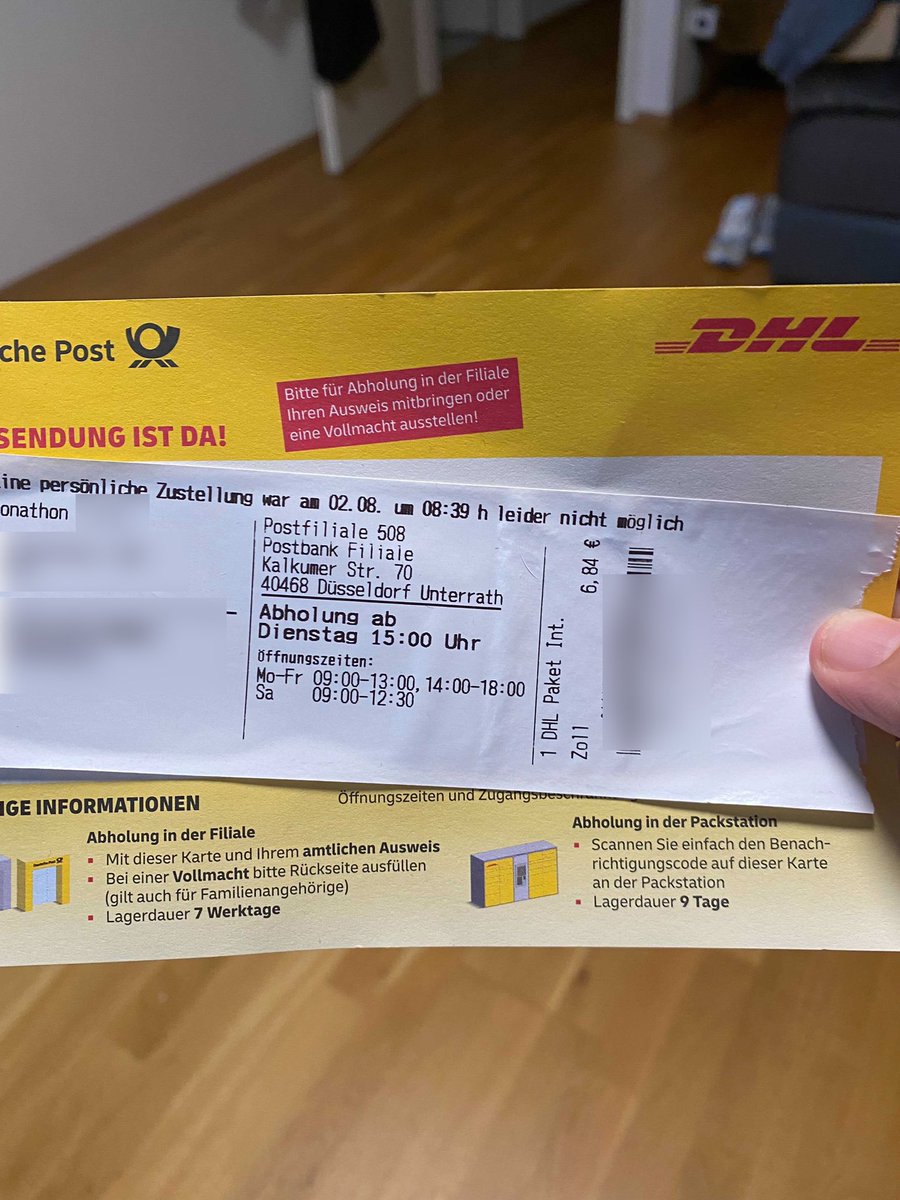 che Post
DHL
Bitte für Abholung in der Filiale
Ihren Ausweis mitbringen oder
eine Vollmacht ausstellen!
SENDUNG IST DA!
ine persönliche Zustellung war am 02.08. um 08:39 h leider nicht möglich
onathon
Postfiliale 508
Postbank Filiale
Kalkumer Str. 70
40468 Düsseldorf Unterrath
Abholung ab
Dienstag 15:00 Uhr
Öffnungszeiten:
Mo-Fr 09:00-13:00, 14:00-18:00
Sa 09:00-12:30
1 DHL Paket Int.
Zoll 6,84 €
IGE INFORMATIONEN
Öffnungszeiten und
Abholung in der Filiale
Mit dieser Karte und Ihrem amtlichen Ausweis
Bei einer Vollmacht bitte Rückseite ausfüllen
(gilt auch für Familienangehörige)
Lagerdauer 7 Werktage
Abholung in der Packstation
Scannen Sie einfach den Benach-
richtigungscode auf dieser Karte
an der Packstation
Lagerdauer 9 Tage